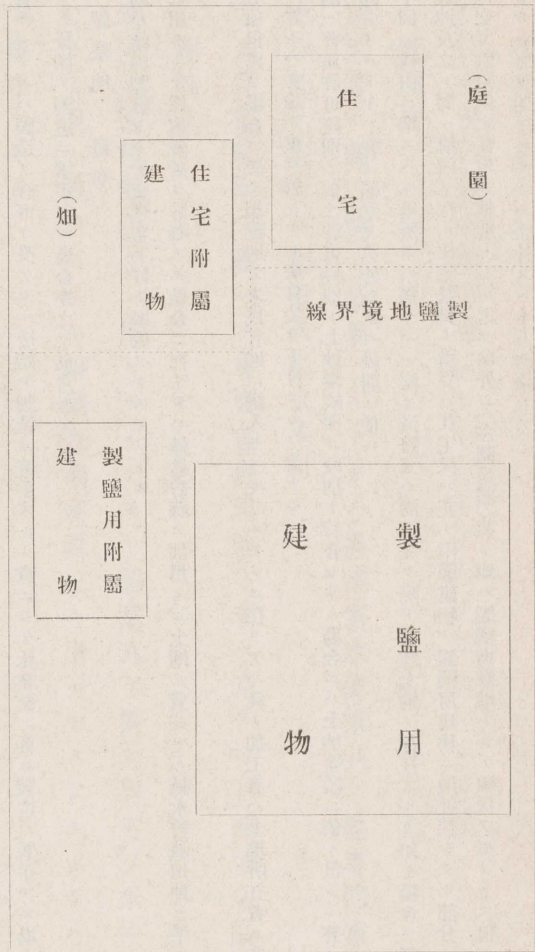 (庭園)
住宅
住宅附屬
建物
(畑)
製鹽地境界線
製鹽用
建物
製鹽用附屬
建物